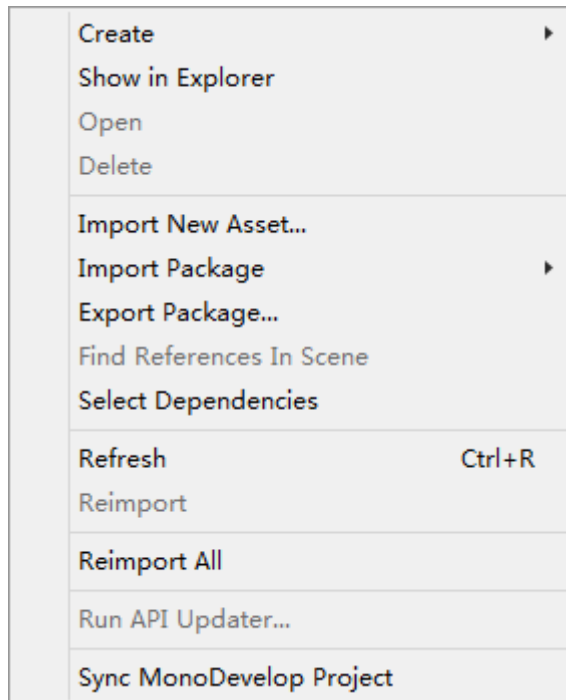 Create
Show in Explorer
Open
Delete
Import New Asset...
Import Package
Export Package...
Find References In Scene
Select Dependencies
Refresh Ctrl+R
Reimport
Reimport All
Run API Updater...
Sync MonoDevelop Project